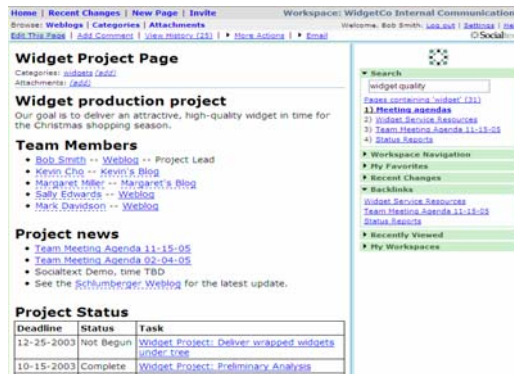 Home | Recent Changes | New Page | Invite
Workspace: WidgetCo Internal Communication
Browse: Weblogs | Categories | Attachments
Welcome, Bob Smith. Log out | Settings |
Edit This Page | Add Comment | View History (25) | More Actions | Email
Widget Project Page
Categories: widgets (add)
Attachments: (add)
Widget production project
Our goal is to deliver an attractive, high-quality widget in time for
the Christmas shopping season.
Team Members
• Bob Smith -- Weblog -- Project Lead
• Kevin Cho -- Kevin's Blog
• Margaret Miller -- Margaret's Blog
• Sally Edwards -- Weblog
• Mark Davidson -- Weblog
Project news
• Team Meeting Agenda 11-15-05
• Team Meeting Agenda 02-04-05
• Socialtext Demo, time TBD
• See the Schlumberger Weblog for the latest update.
Project Status
Deadline Status Task
12-25-2003 Not Begun Widget Project: Deliver wrapped widgets
under tree
10-15-2003 Complete Widget Project: Preliminary Analysis
Search
widget quality
Pages containing 'widget' (31)
1) Meeting agendas
2) Widget Service Resources
3) Team Meeting Agenda 11-15-05
4) Status Reports
Workspace Navigation
My Favorites
Recent Changes
Backlinks
Widget Service Resources
Team Meeting Agenda 11-15-05
Status Reports
Recently Viewed
My Workspaces